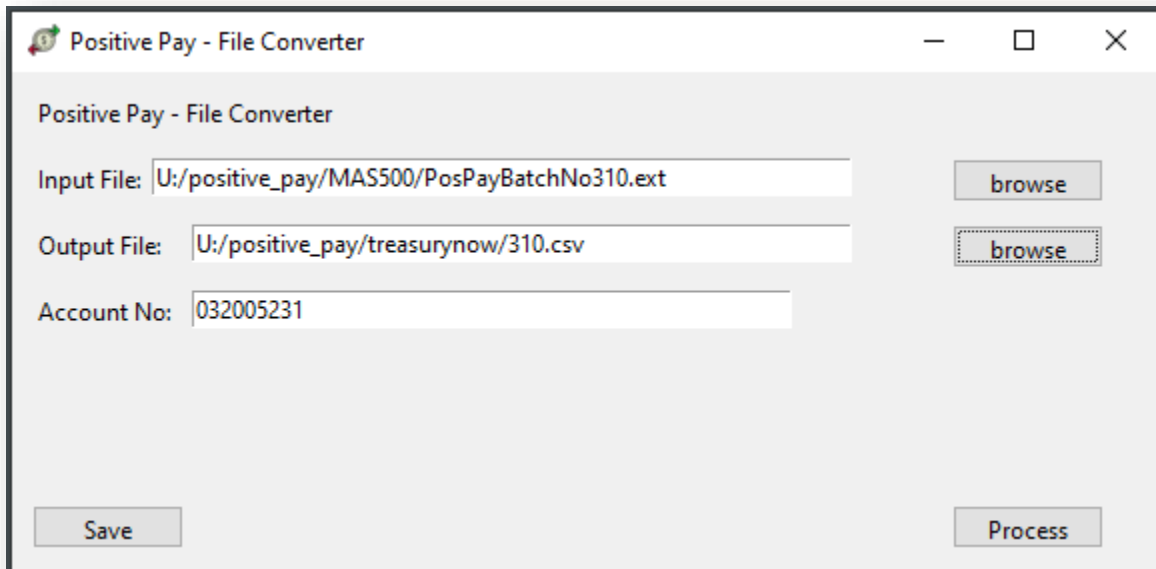 Positive Pay - File Converter
Positive Pay - File Converter
Input File: U:/positive_pay/MAS500/PosPayBatchNo310.ext browse
Output File: U:/positive_pay/treasurynow/310.csv browse
Account No: 032005231
Save Process